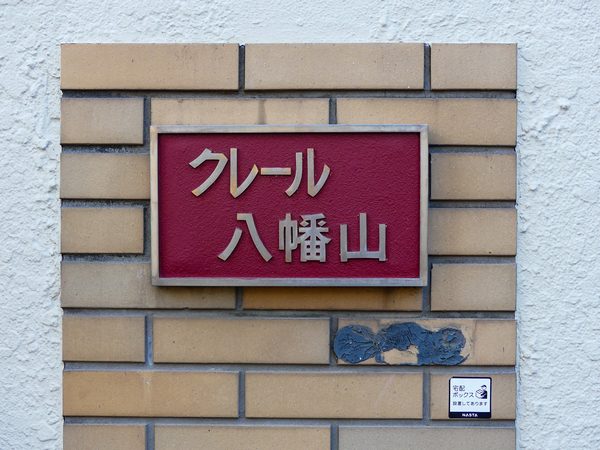 クレール
八幡山
宅配
ボックス
設置してあります
NASTA